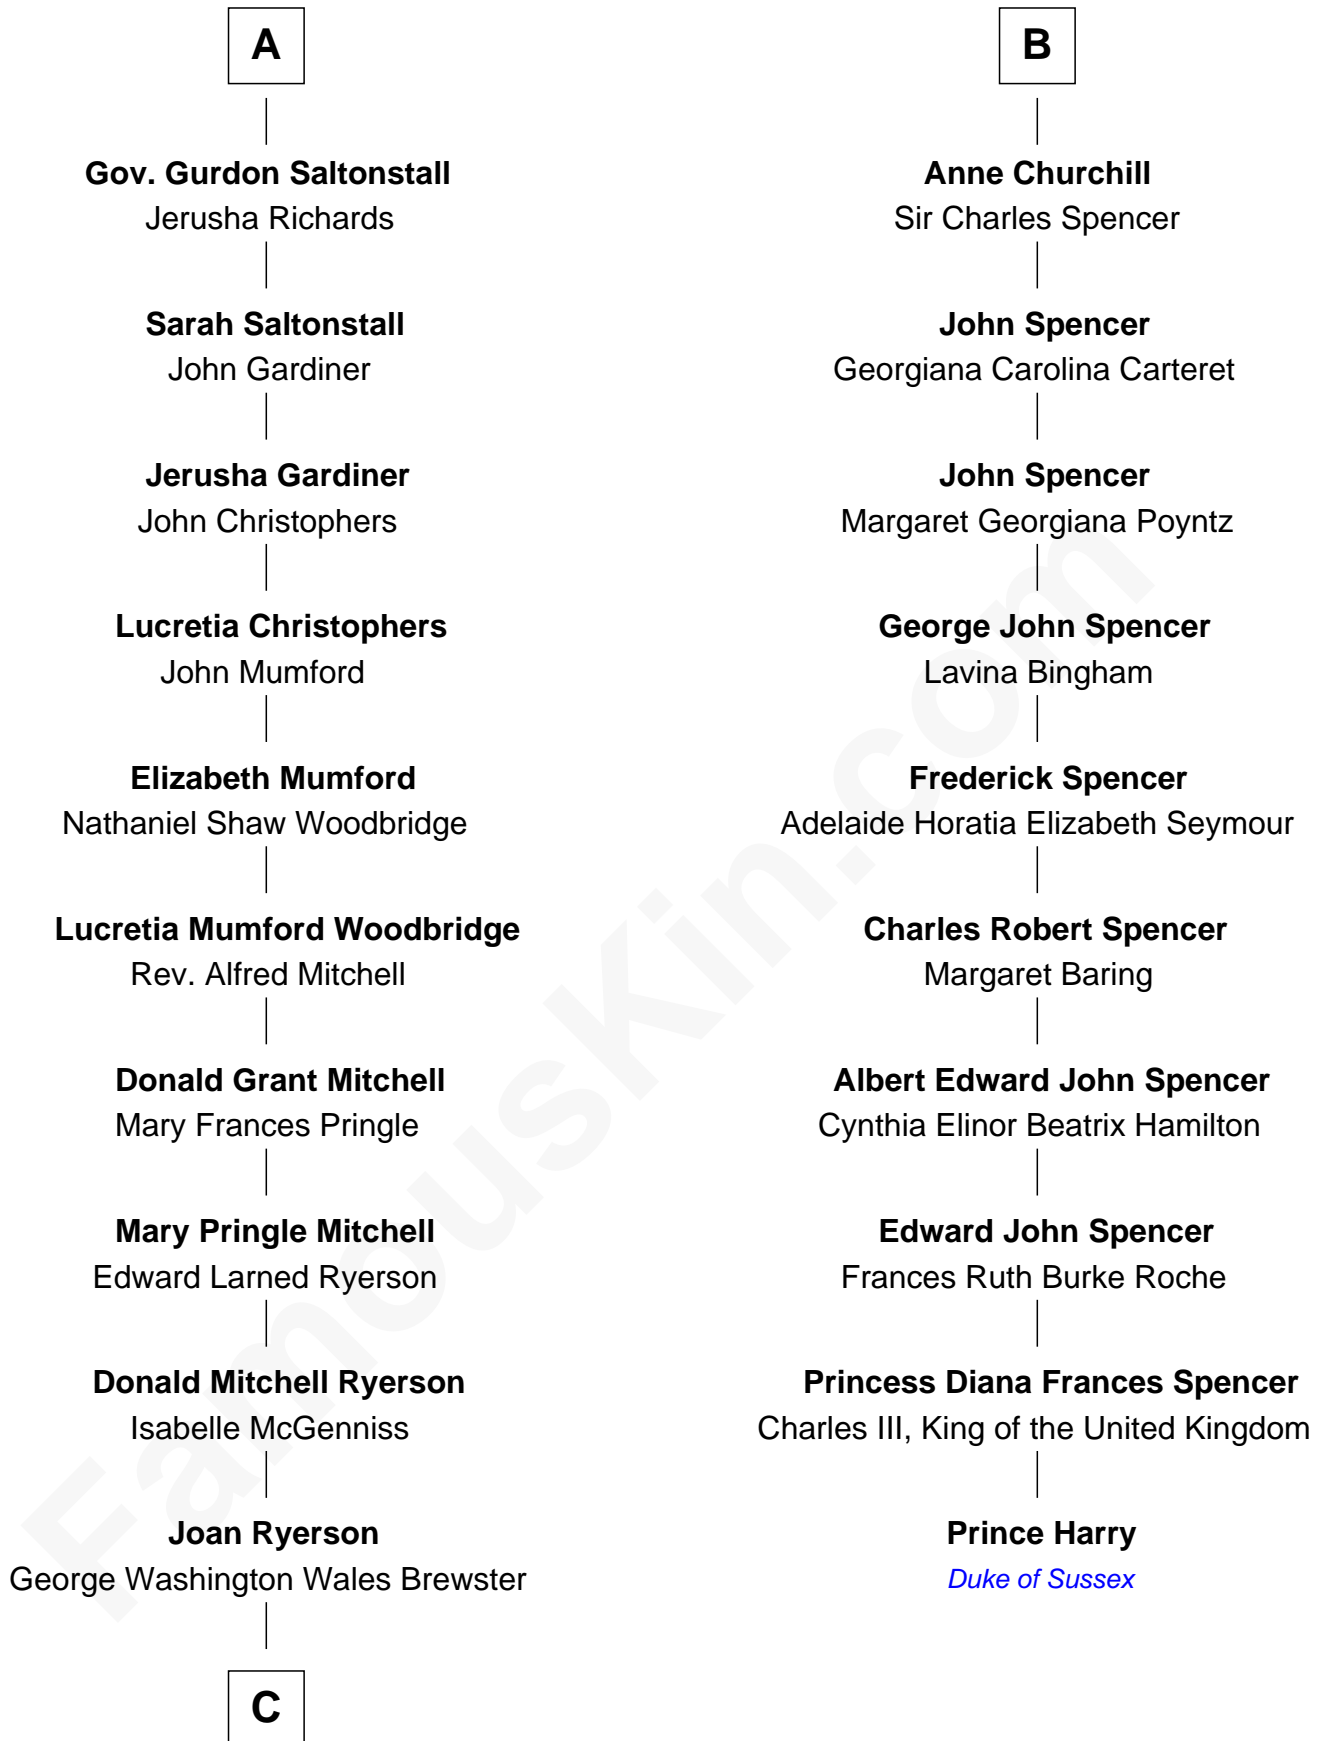 A
Gov. Gurdon Saltonstall
Jerusha Richards
Sarah Saltonstall
John Gardiner
Jerusha Gardiner
John Christophers
Lucretia Christophers
John Mumford
Elizabeth Mumford
Nathaniel Shaw Woodbridge
Lucretia Mumford Woodbridge
Rev. Alfred Mitchell
Donald Grant Mitchell
Mary Frances Pringle
Mary Pringle Mitchell
Edward Larned Ryerson
Donald Mitchell Ryerson
Isabelle McGenniss
Joan Ryerson
George Washington Wales Brewster
C
B
Anne Churchill
Sir Charles Spencer
John Spencer
Georgiana Carolina Carteret
John Spencer
Margaret Georgiana Poyntz
George John Spencer
Lavina Bingham
Frederick Spencer
Adelaide Horatia Elizabeth Seymour
Charles Robert Spencer
Margaret Baring
Albert Edward John Spencer
Cynthia Elinor Beatrix Hamilton
Edward John Spencer
Frances Ruth Burke Roche
Princess Diana Frances Spencer
Charles III, King of the United Kingdom
Prince Harry
Duke of Sussex
FamousKin.com